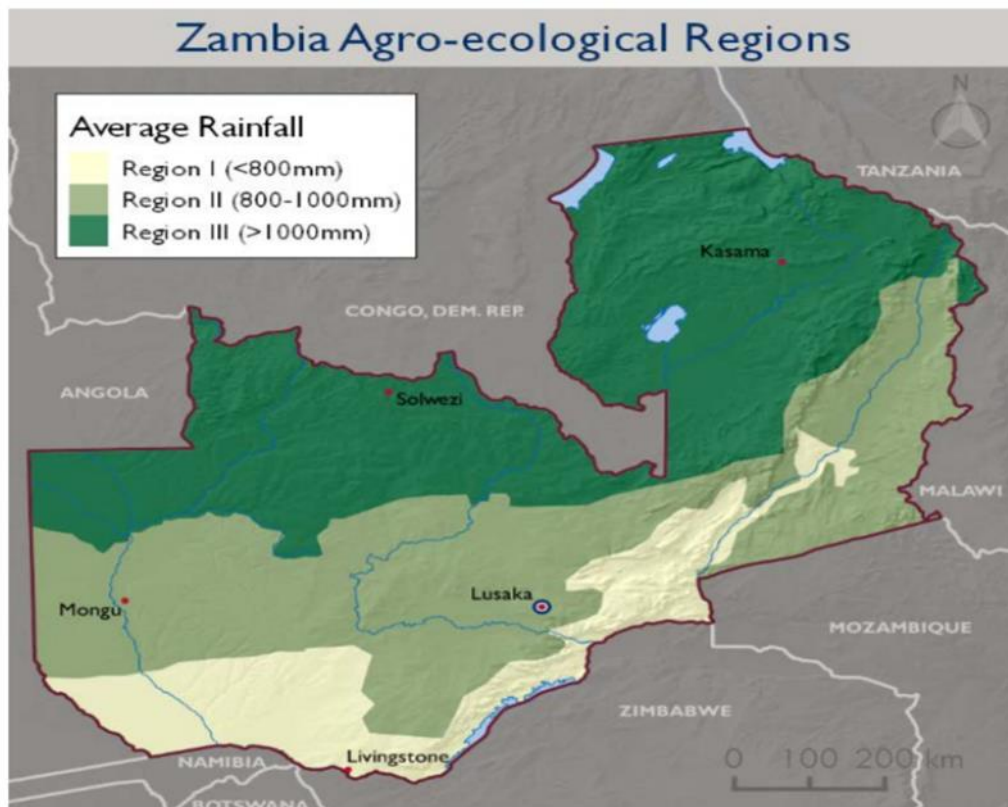 Zambia Agro-ecological Regions
Average Rainfall
Region I (<800mm)
Region II (800-1000mm)
Region III (>1000mm)
N
TANZANIA
Kasama
CONGO, DEM. REP.
ANGOLA
Solwezi
MALAWI
Lusaka
Mongu
MOZAMBIQUE
ZIMBABWE
Livingstone
NAMIBIA
0 100 200 km
BOTSWANA